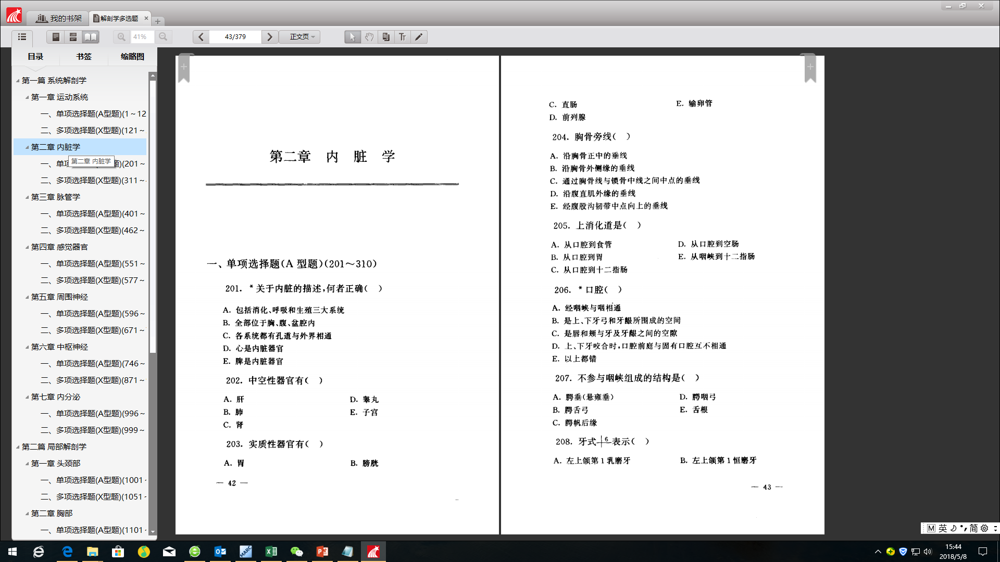 我的书架
解剖学多选题
41%
43/379
正文页
目录
书签
缩略图
第一篇 系统解剖学
第一章 运动系统
一、单项选择题(A型题)(1～12
二、多项选择题(X型题)(121～
第二章 内脏学
第二章 内脏学
一、单项 题)(201～
二、多项选择题(X型题)(311～
第三章 脉管学
一、单项选择题(A型题)(401～
二、多项选择题(X型题)(462～
第四章 感觉器官
一、单项选择题(A型题)(551～
二、多项选择题(X型题)(577～
第五章 周围神经
一、单项选择题(A型题)(596～
二、多项选择题(X型题)(671～
第六章 中枢神经
一、单项选择题(A型题)(746～
二、多项选择题(X型题)(871～
第七章 内分泌
一、单项选择题(A型题)(996～
二、多项选择题(X型题)(999～
第二篇 局部解剖学
第一章 头颈部
一、单项选择题(A型题)(1001
二、多项选择题(X型题)(1051
第二章 胸部
一、单项选择题(A型题)(1101～
第二章 内 脏 学
一、单项选择题(A 型题)(201～310)
201. *关于内脏的描述,何者正确( )
A. 包括消化、呼吸和生殖三大系统
B. 全部位于胸、腹、盆腔内
C. 各系统都有孔道与外界相通
D. 心是内脏器官
E. 脾是内脏器官
202. 中空性器官有( )
A. 肝 D. 睾丸
B. 肺 E. 子宫
C. 肾
203. 实质性器官有( )
A. 胃 B. 膀胱
— 42 —
C. 直肠 E. 输卵管
D. 前列腺
204. 胸骨旁线( )
A. 沿胸骨正中的垂线
B. 沿胸骨外侧缘的垂线
C. 通过胸骨线与锁骨中线之间中点的垂线
D. 沿腹直肌外缘的垂线
E. 经腹股沟韧带中点向上的垂线
205. 上消化道是( )
A. 从口腔到食管 D. 从口腔到空肠
B. 从口腔到胃 E. 从咽峡到十二指肠
C. 从口腔到十二指肠
206. *口腔( )
A. 经咽峡与咽相通
B. 是上、下牙弓和牙龈所围成的空间
C. 是唇和颊与牙及牙龈之间的空隙
D. 上、下牙咬合时,口腔前庭与固有口腔互不相通
E. 以上都错
207. 不参与咽峡组成的结构是( )
A. 腭垂(悬雍垂) D. 腭咽弓
B. 腭舌弓 E. 舌根
C. 腭帆后缘
208. 牙式 6 表示( )
A. 左上颌第 1 乳磨牙 B. 左上颌第 1 恒磨牙
— 43 —
M 英 简
15:44
2018/5/8